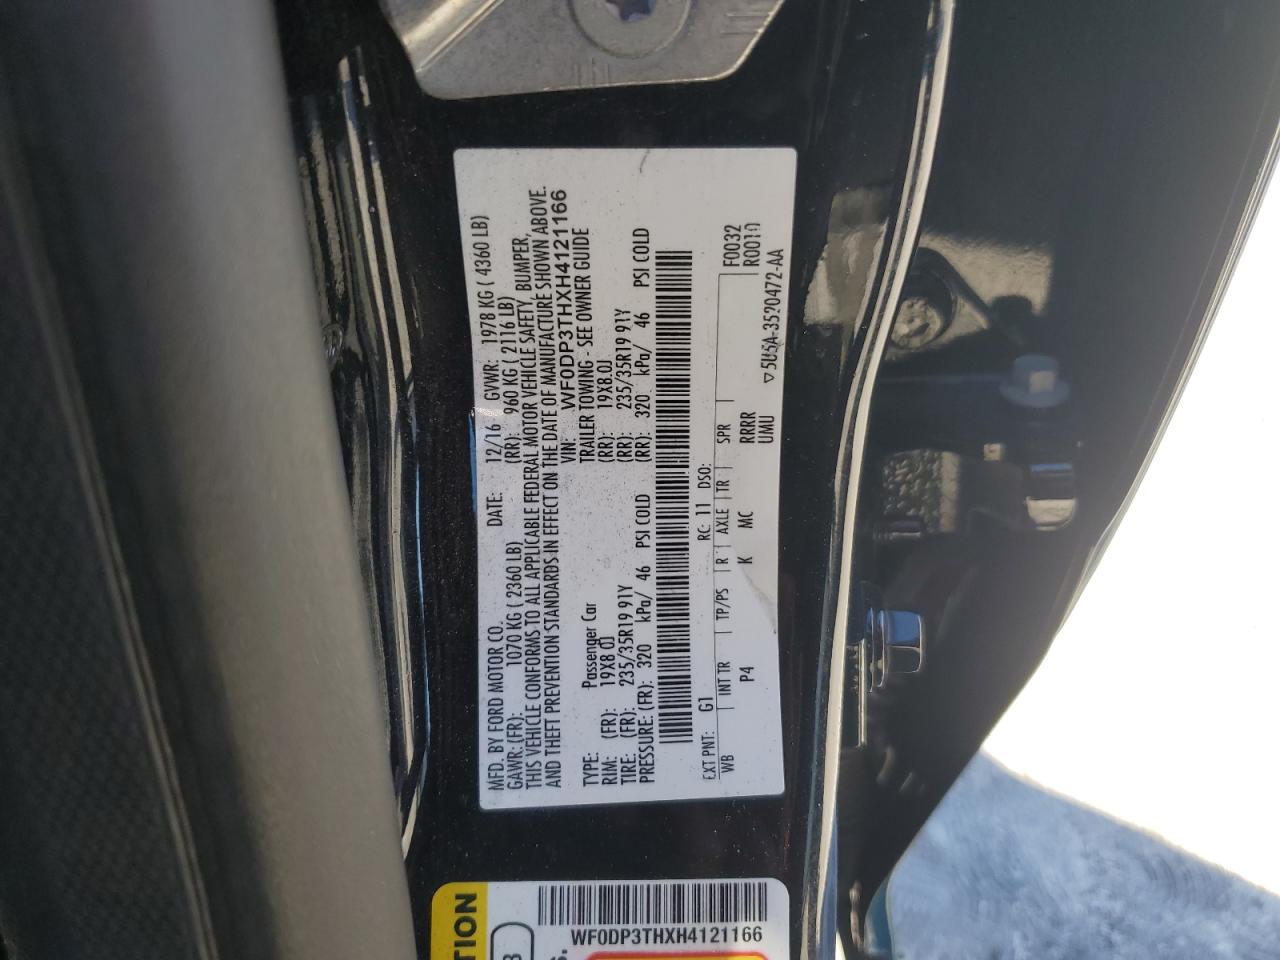 MFD. BY FORD MOTOR CO. DATE: 12/16 GVWR: 1978 KG ( 4360 LB)
GAWR: (FR): 1070 KG ( 2360 LB) (RR): 960 KG ( 2116 LB)
THIS VEHICLE CONFORMS TO ALL APPLICABLE FEDERAL MOTOR VEHICLE SAFETY, BUMPER,
AND THEFT PREVENTION STANDARDS IN EFFECT ON THE DATE OF MANUFACTURE SHOWN ABOVE.
VIN: WF0DP3THXH4121166
TYPE: Passenger Car TRAILER TOWING - SEE OWNER GUIDE
RIM: (FR): 19X8.0J (RR): 19X8.0J
TIRE: (FR): 235/35R19 91Y (RR): 235/35R19 91Y
PRESSURE: (FR): 320 kPa/ 46 PSI COLD (RR): 320 kPa/ 46 PSI COLD
EXT PNT: G1 RC: 11 DSO:
WB INT TR TP/PS R AXLE TR SPR F0032
P4 K MC RRRR R0010
UMU ▽ 5U5A-3520472-AA
TION
WF0DP3THXH4121166